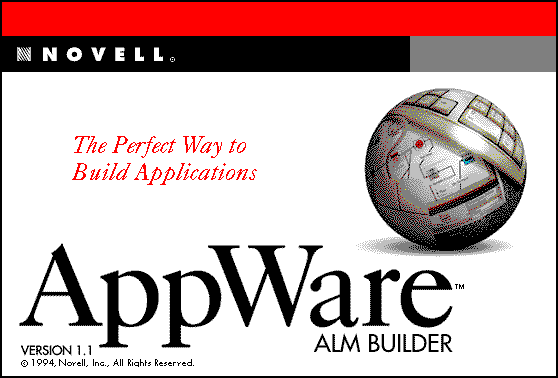 NOVELL®
The Perfect Way to
Build Applications
AppWare™
VERSION 1.1
ALM BUILDER
© 1994, Novell, Inc., All Rights Reserved.